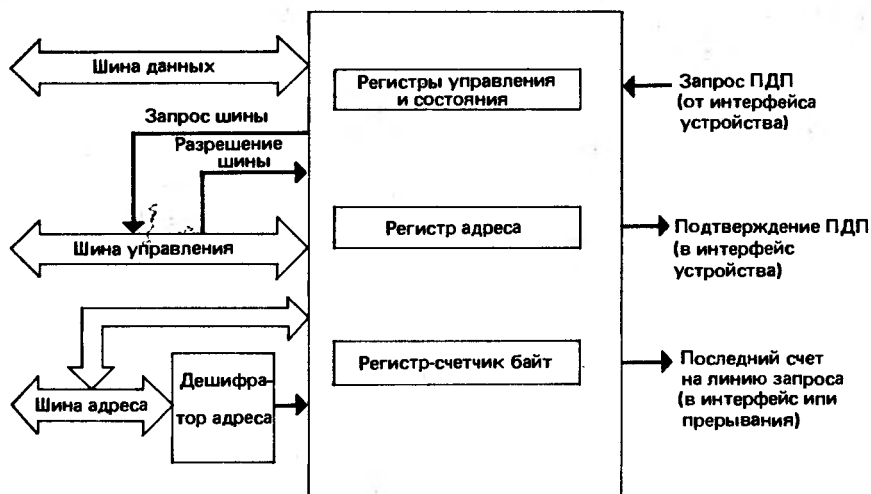 Шина данных
Запрос шины
Разрешение
шины
Шина управления
Шина адреса
Дешифра-
тор адреса
Регистры управления
и состояния
Регистр адреса
Регистр-счетчик байт
Запрос ПДП
(от интерфейса
устройства)
Подтверждение ПДП
(в интерфейс
устройства)
Последний счет
на линию запроса
(в интерфейс ипи
прерывания)